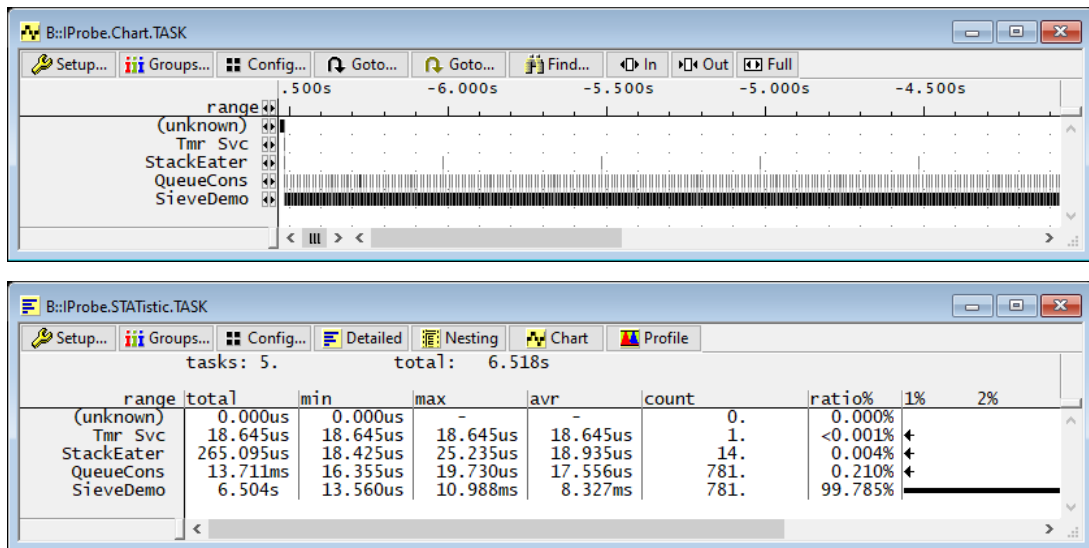 B::IProbe.Chart.TASK
Setup... Groups... Config... Goto... Goto... Find... In Out Full
.500s -6.000s -5.500s -5.000s -4.500s
range
(unknown)
Tmr Svc
StackEater
QueueCons
SieveDemo
B::IProbe.STATistic.TASK
Setup... Groups... Config... Detailed Nesting Chart Profile
tasks: 5. total: 6.518s
range total min max avr count ratio% 1% 2%
(unknown) 0.000us 0.000us - - 0. 0.000%
Tmr Svc 18.645us 18.645us 18.645us 18.645us 1. <0.001%
StackEater 265.095us 18.425us 25.235us 18.935us 14. 0.004%
QueueCons 13.711ms 16.355us 19.730us 17.556us 781. 0.210%
SieveDemo 6.504s 13.560us 10.988ms 8.327ms 781. 99.785%